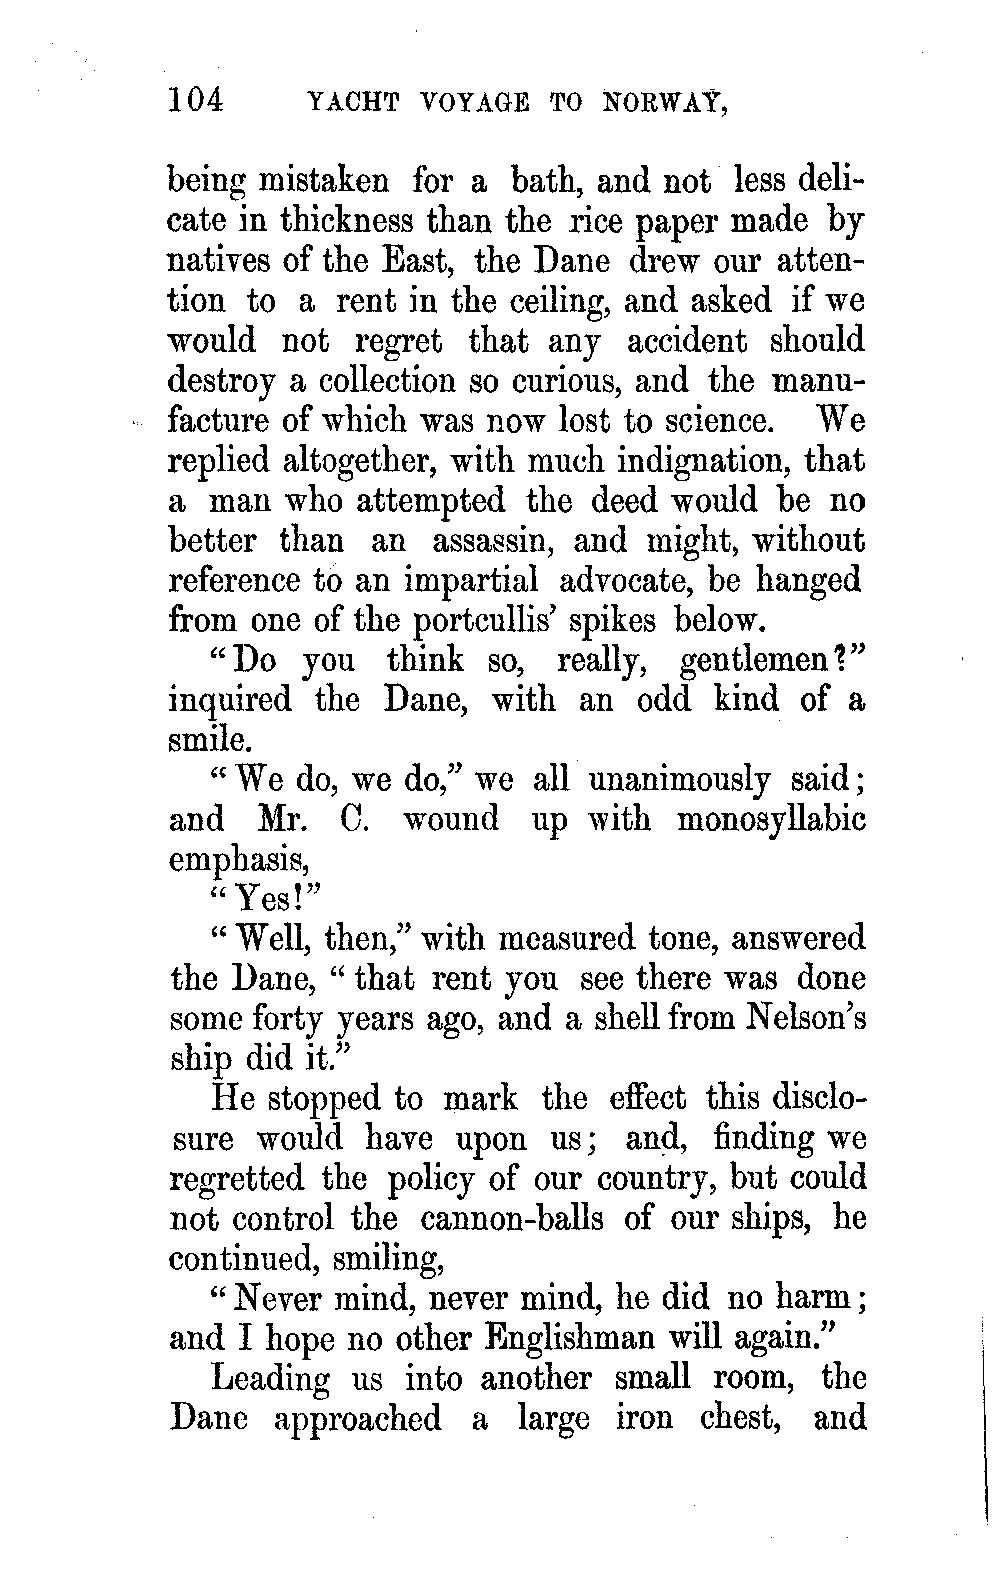 104 YACHT VOYAGE TO NORWAY,
being mistaken for a bath, and not less deli-
cate in thickness than the rice paper made by
natives of the East, the Dane drew our atten-
tion to a rent in the ceiling, and asked if we
would not regret that any accident should
destroy a collection so curious, and the manu-
facture of which was now lost to science. We
replied altogether, with much indignation, that
a man who attempted the deed would be no
better than an assassin, and might, without
reference to an impartial advocate, be hanged
from one of the portcullis' spikes below.
“Do you think so, really, gentlemen?”
inquired the Dane, with an odd kind of a
smile.
“We do, we do,” we all unanimously said;
and Mr. C. wound up with monosyllabic
emphasis,
“Yes!”
“Well, then,” with measured tone, answered
the Dane, “that rent you see there was done
some forty years ago, and a shell from Nelson's
ship did it.”
He stopped to mark the effect this disclo-
sure would have upon us; and, finding we
regretted the policy of our country, but could
not control the cannon-balls of our ships, he
continued, smiling,
“Never mind, never mind, he did no harm;
and I hope no other Englishman will again.”
Leading us into another small room, the
Dane approached a large iron chest, and